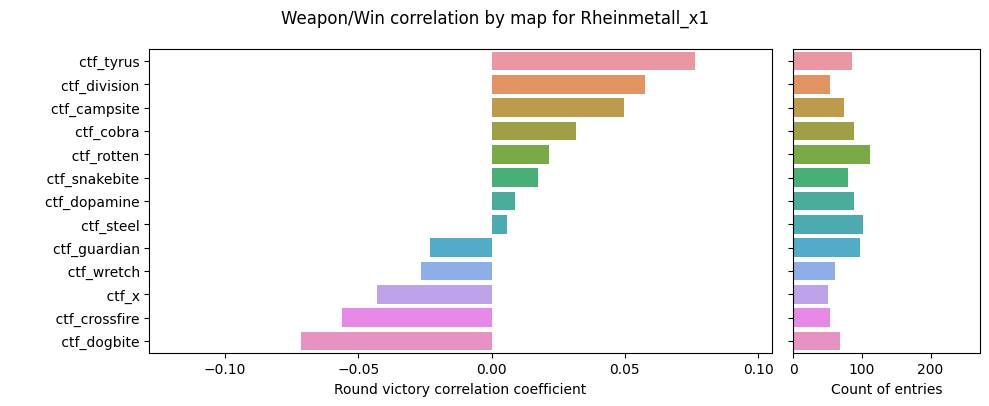 Weapon/Win correlation by map for Rheinmetall_x1
ctf_tyrus
ctf_division
ctf_campsite
ctf_cobra
ctf_rotten
ctf_snakebite
ctf_dopamine
ctf_steel
ctf_guardian
ctf_wretch
ctf_x
ctf_crossfire
ctf_dogbite
−0.10 −0.05 0.00 0.05 0.10
Round victory correlation coefficient
0 100 200
Count of entries